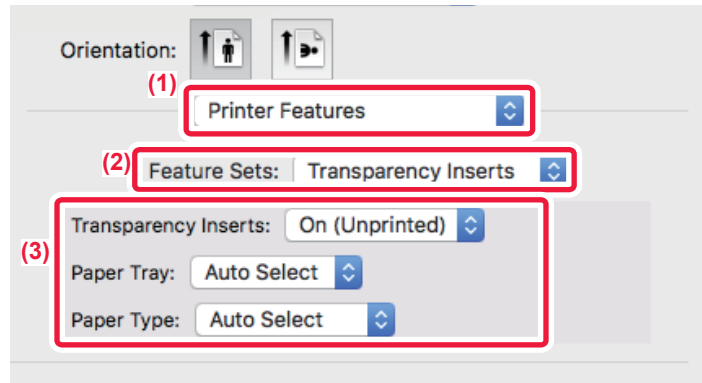 Orientation:
(1)
Printer Features
(2) Feature Sets: Transparency Inserts
Transparency Inserts: On (Unprinted)
(3)
Paper Tray: Auto Select
Paper Type: Auto Select